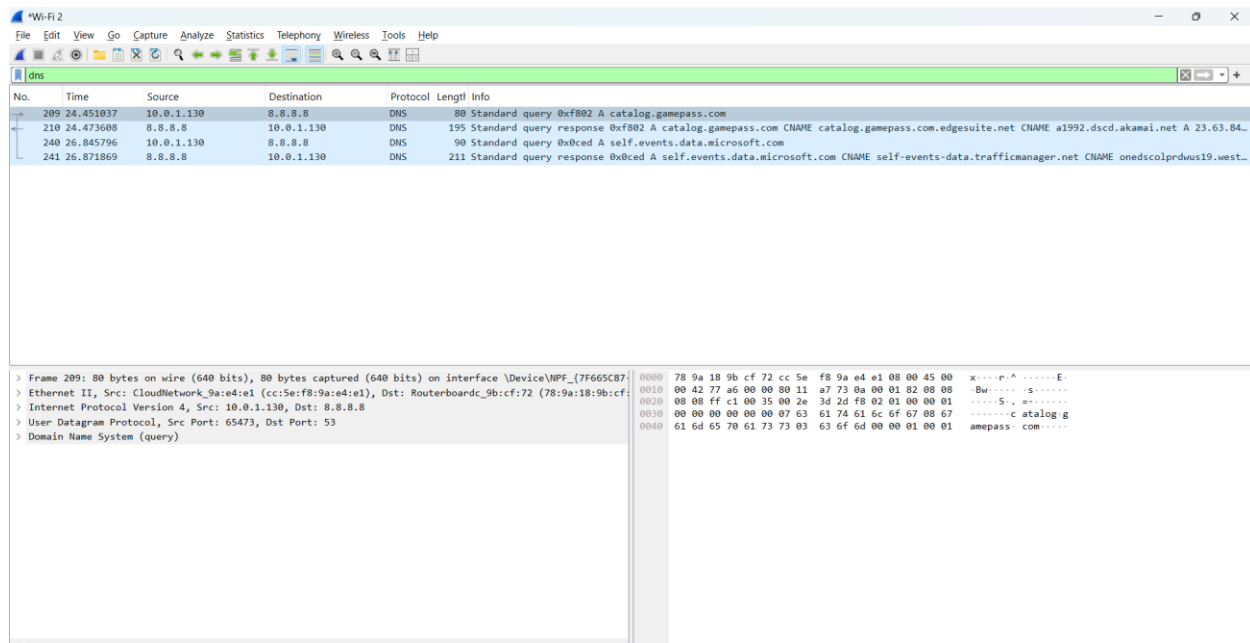 *Wi-Fi 2
File Edit View Go Capture Analyze Statistics Telephony Wireless Tools Help
dns
No. Time Source Destination Protocol Lengtl Info
209 24.451037 10.0.1.130 8.8.8.8 DNS 80 Standard query 0xf802 A catalog.gamepass.com
210 24.473608 8.8.8.8 10.0.1.130 DNS 195 Standard query response 0xf802 A catalog.gamepass.com CNAME catalog.gamepass.com.edgesuite.net CNAME a1992.dscd.akamai.net A 23.63.84…
240 26.845796 10.0.1.130 8.8.8.8 DNS 90 Standard query 0x0ced A self.events.data.microsoft.com
241 26.871869 8.8.8.8 10.0.1.130 DNS 211 Standard query response 0x0ced A self.events.data.microsoft.com CNAME self-events-data.trafficmanager.net CNAME onedscolprdwus19.west…
> Frame 209: 80 bytes on wire (640 bits), 80 bytes captured (640 bits) on interface \Device\NPF_{7F665C87-
> Ethernet II, Src: CloudNetwork_9a:e4:e1 (cc:5e:f8:9a:e4:e1), Dst: Routerboardc_9b:cf:72 (78:9a:18:9b:cf:
> Internet Protocol Version 4, Src: 10.0.1.130, Dst: 8.8.8.8
> User Datagram Protocol, Src Port: 65473, Dst Port: 53
> Domain Name System (query)
0000 78 9a 18 9b cf 72 cc 5e f8 9a e4 e1 08 00 45 00 x····r·^ ······E·
0010 00 42 77 a6 00 00 80 11 a7 73 0a 00 01 82 08 08 ·Bw····· ·s······
0020 08 08 ff c1 00 35 00 2e 3d 2d f8 02 01 00 00 01 ·····5·. =-······
0030 00 00 00 00 00 00 07 63 61 74 61 6c 6f 67 08 67 ·······c atalog·g
0040 61 6d 65 70 61 73 73 03 63 6f 6d 00 00 01 00 01 amepass· com·····